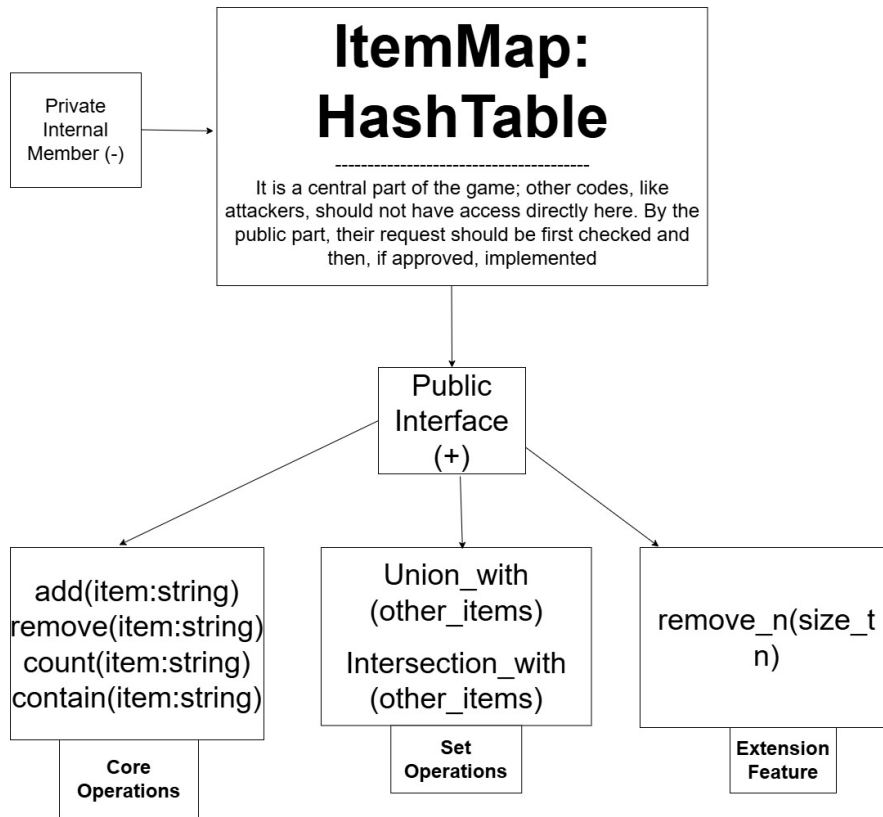 ItemMap:
HashTable
---------------------------------------
Private
Internal
Member (-)
It is a central part of the game; other codes, like
attackers, should not have access directly here. By the
public part, their request should be first checked and
then, if approved, implemented
Public
Interface
(+)
add(item:string)
remove(item:string)
count(item:string)
contain(item:string)
Core
Operations
Union_with
(other_items)
Intersection_with
(other_items)
Set
Operations
remove_n(size_t
n)
Extension
Feature